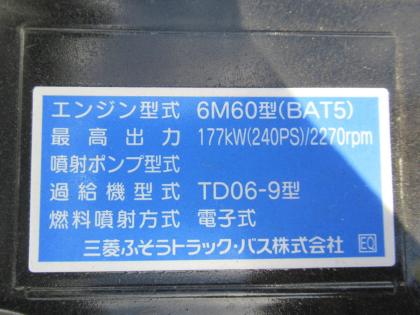 エンジン型式 6M60型(BAT5)
最高出力 177kW(240PS)/2270rpm
噴射ポンプ型式
過給機型式 TD06-9型
燃料噴射方式 電子式
三菱ふそうトラック・バス株式会社 EQ